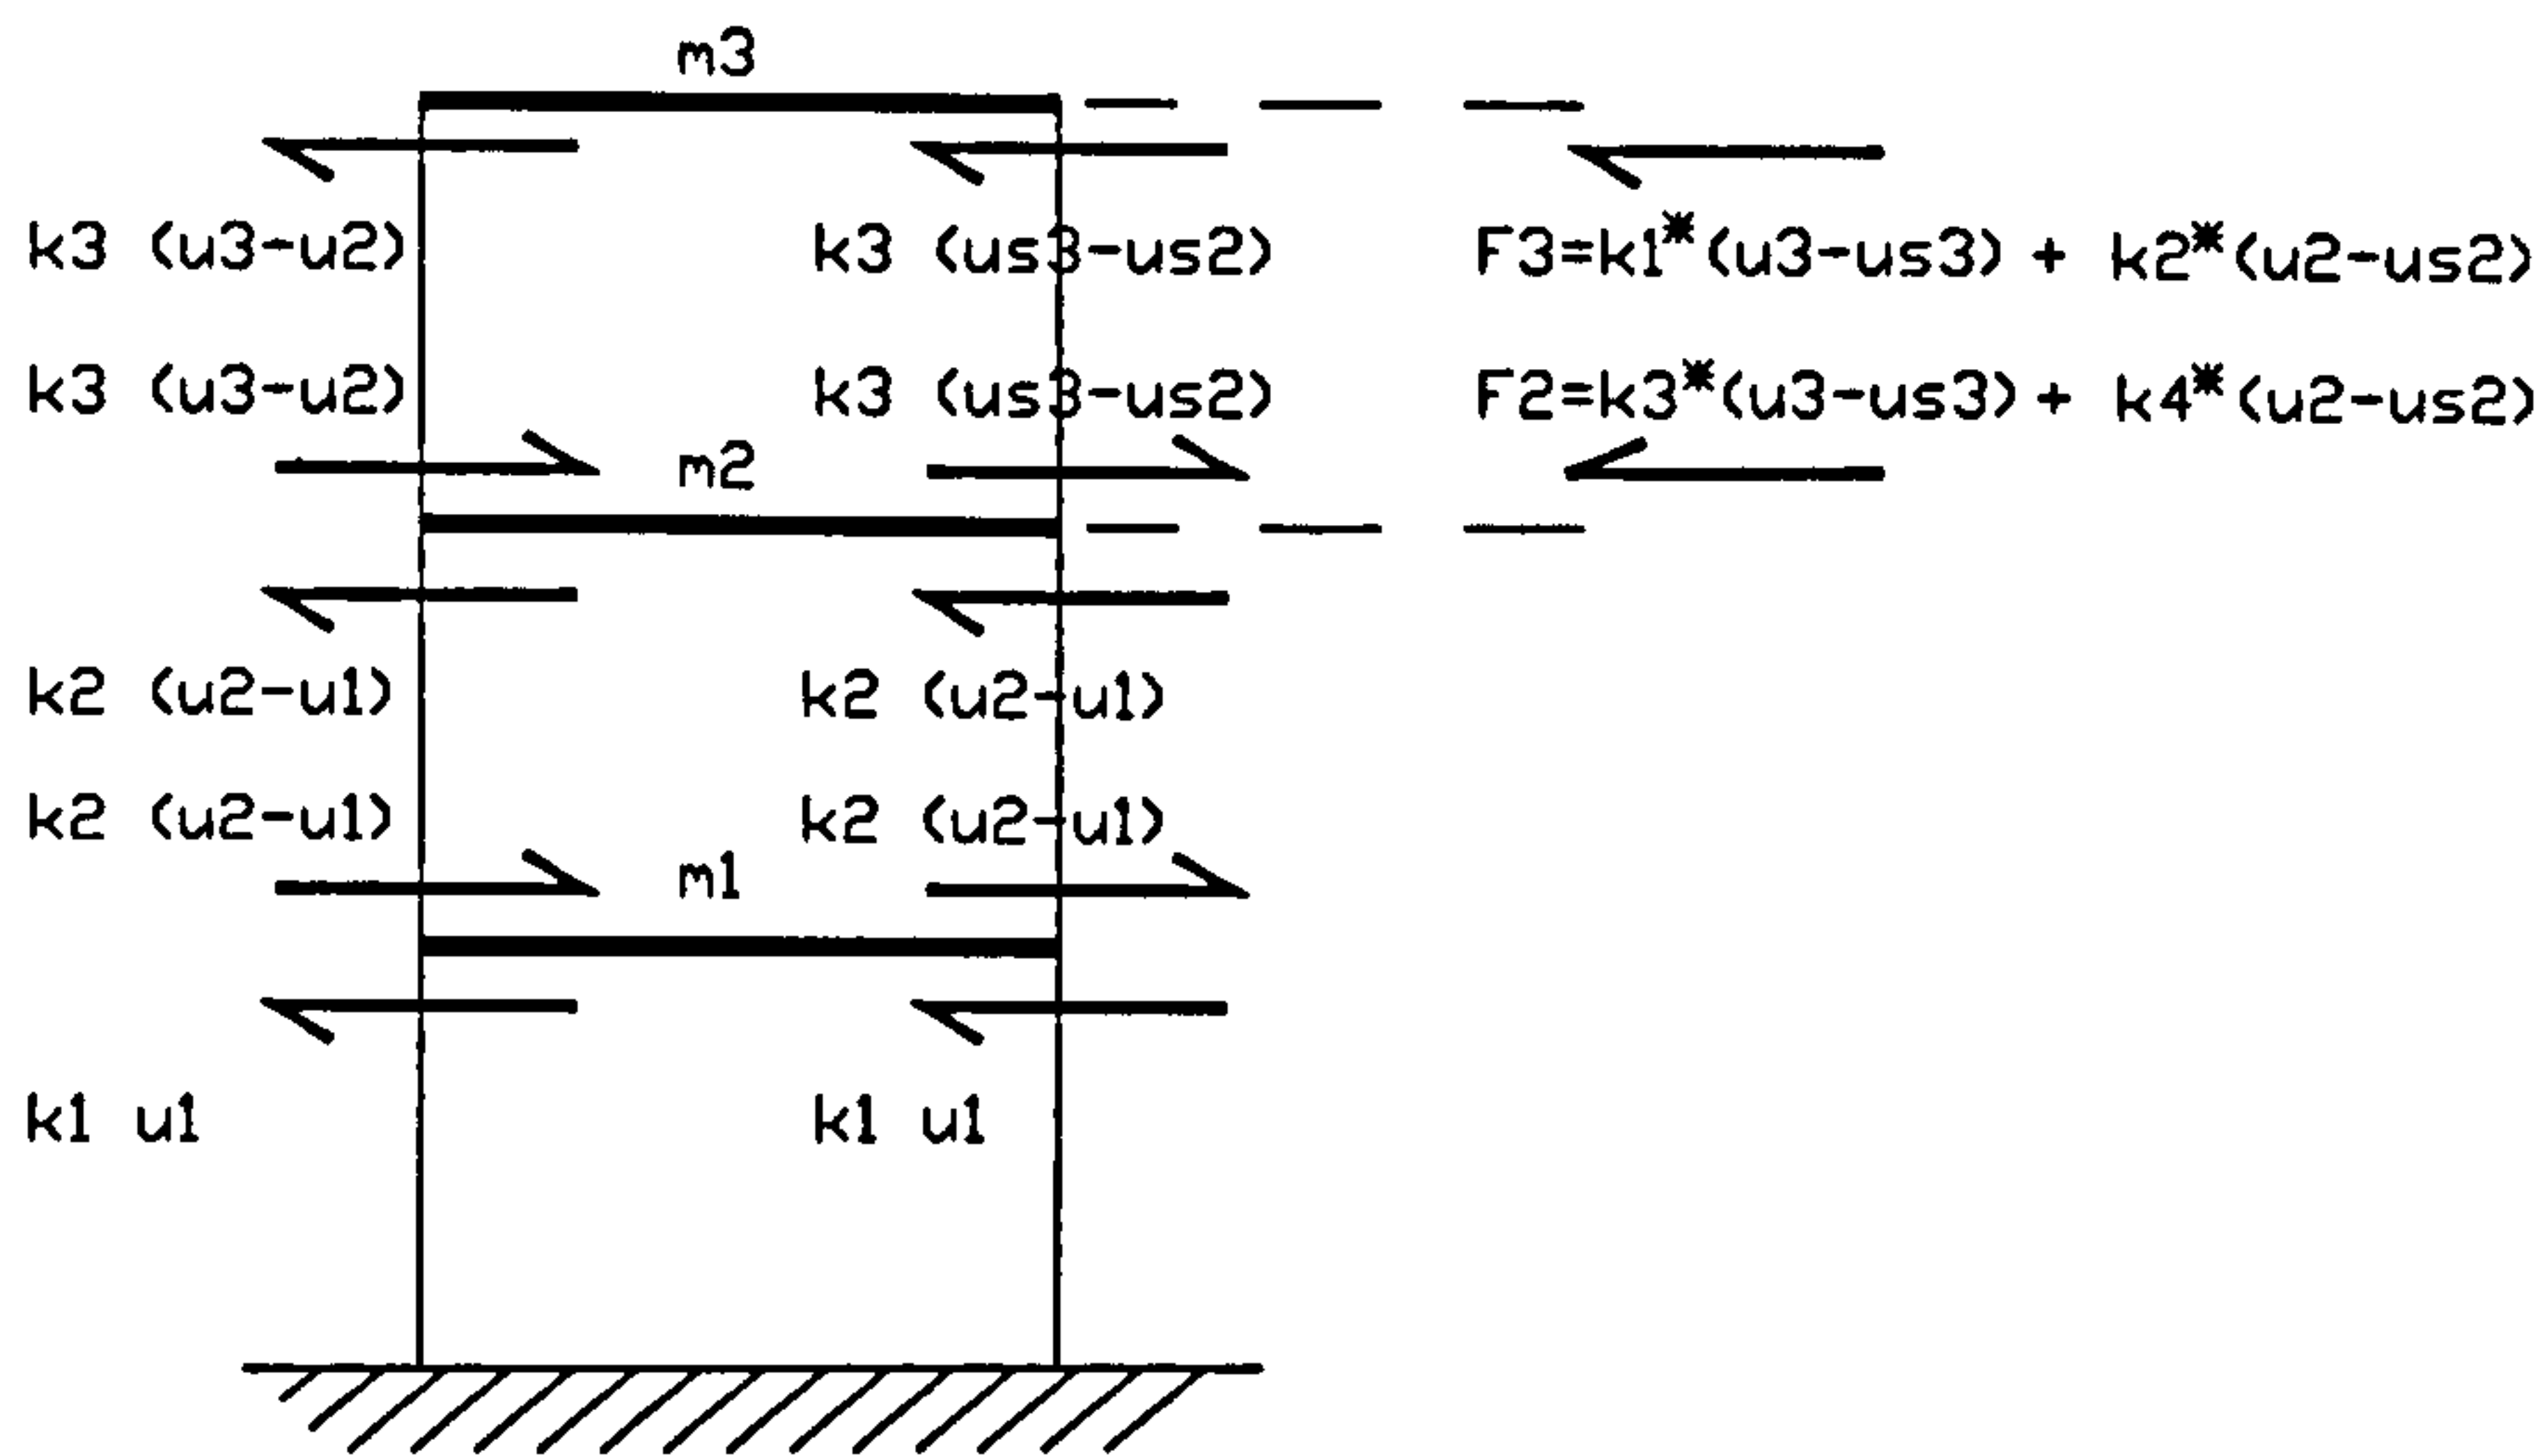 m3
k3 (u3-u2) k3 (us3-us2) F3=k1*(u3-us3) + k2*(u2-us2)
k3 (u3-u2) k3 (us3-us2) F2=k3*(u3-us3) + k4*(u2-us2)
m2
k2 (u2-u1) k2 (u2-u1)
k2 (u2-u1) k2 (u2-u1)
m1
k1 u1 k1 u1